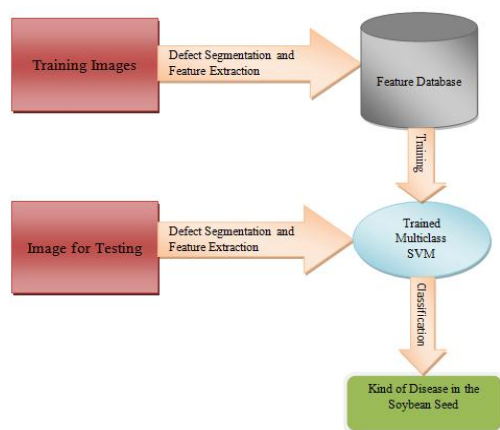 Training Images
Defect Segmentation and
Feature Extraction
Feature Database
Training
Image for Testing
Defect Segmentation and
Feature Extraction
Trained
Multiclass
SVM
Classification
Kind of Disease in the
Soybean Seed